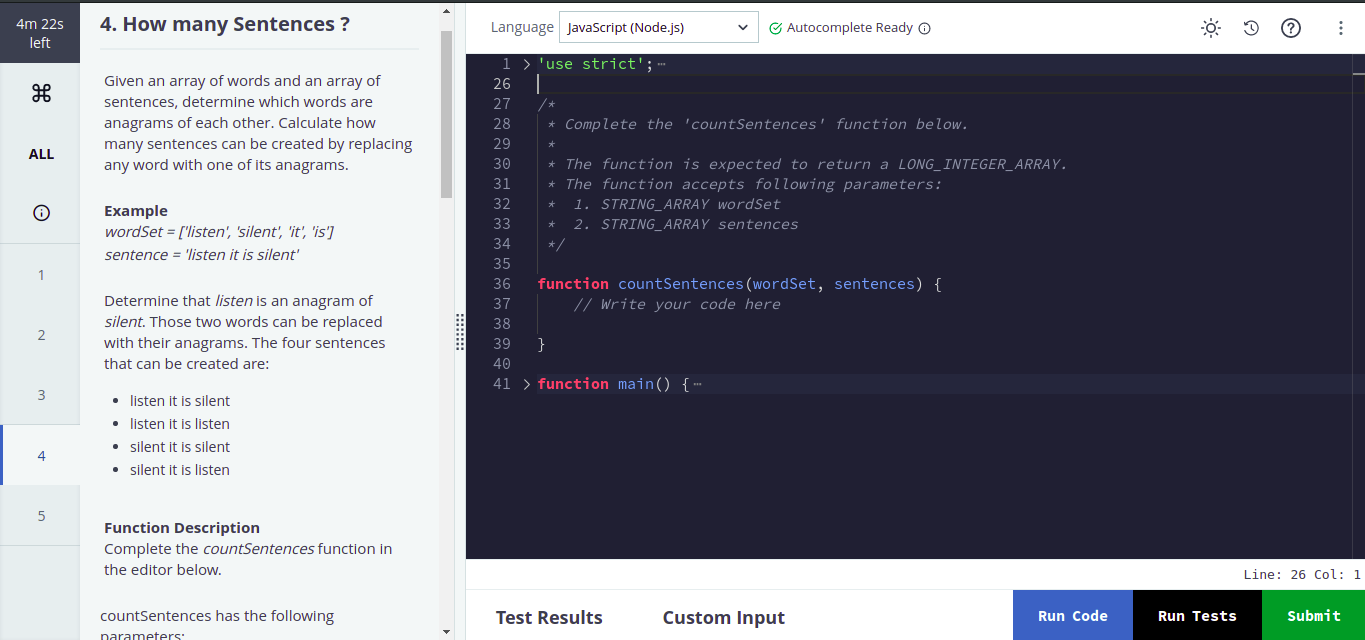 4m 22s
left
ALL
1
2
3
4
5
4. How many Sentences ?
Given an array of words and an array of
sentences, determine which words are
anagrams of each other. Calculate how
many sentences can be created by replacing
any word with one of its anagrams.
Example
wordSet = ['listen', 'silent', 'it', 'is']
sentence = 'listen it is silent'
Determine that listen is an anagram of
silent. Those two words can be replaced
with their anagrams. The four sentences
that can be created are:
• listen it is silent
• listen it is listen
• silent it is silent
• silent it is listen
Function Description
Complete the countSentences function in
the editor below.
countSentences has the following
parameters:
Language JavaScript (Node.js) Autocomplete Ready
1 'use strict';
26
27 /*
28 * Complete the 'countSentences' function below.
29 *
30 * The function is expected to return a LONG_INTEGER_ARRAY.
31 * The function accepts following parameters:
32 * 1. STRING_ARRAY wordSet
33 * 2. STRING_ARRAY sentences
34 */
35
36 function countSentences(wordSet, sentences) {
37 // Write your code here
38
39 }
40
41 function main() {
Line: 26 Col: 1
Test Results Custom Input Run Code Run Tests Submit